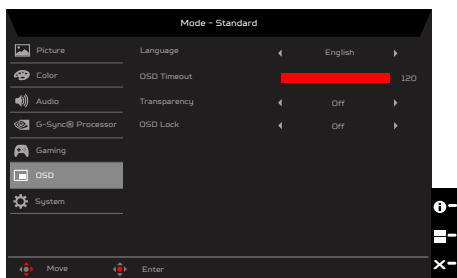 Mode - Standard
Picture
Language English
Color
OSD Timeout 120
Audio
Transparency Off
G-Sync® Processor
OSD Lock Off
Gaming
OSD
System
Move Enter